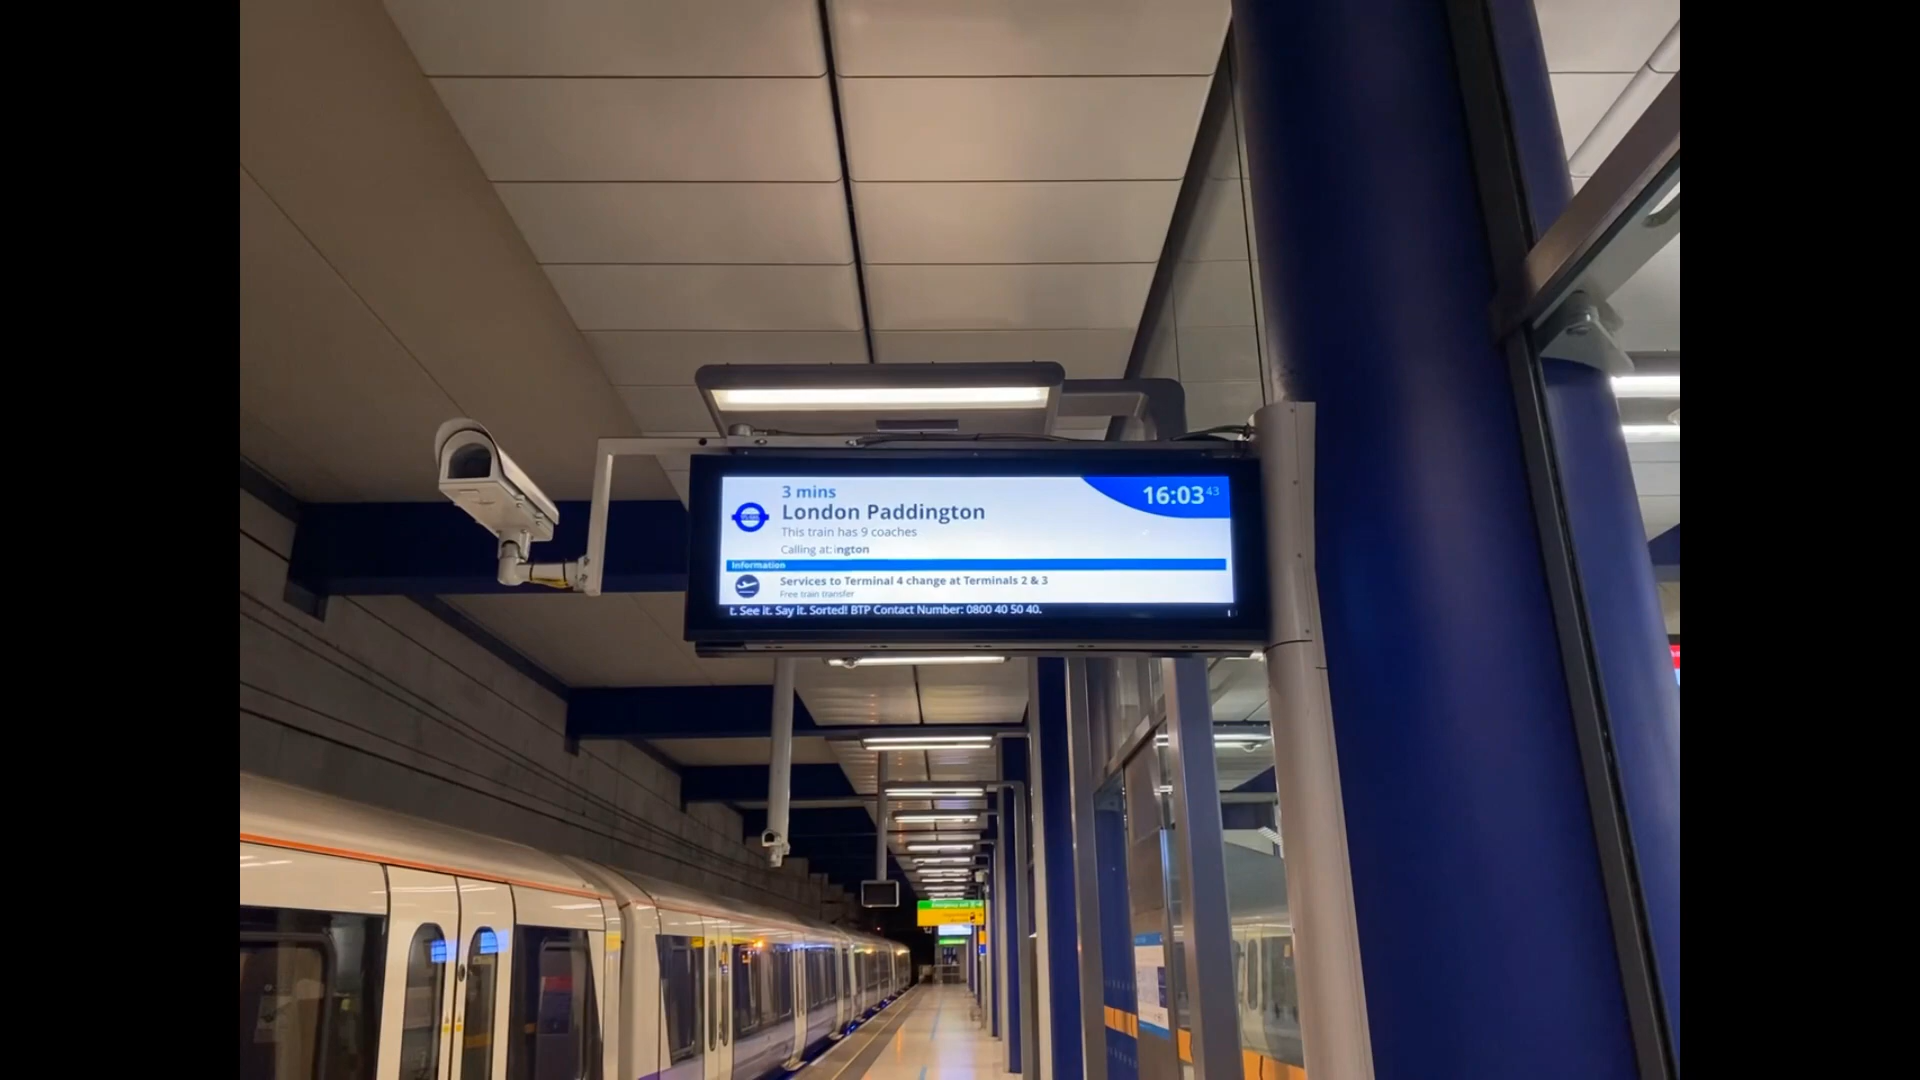 3 mins
16:03 43
London Paddington
This train has 9 coaches
Calling at: ington
Information
Services to Terminal 4 change at Terminals 2 & 3
Free train transfer
t. See it. Say it. Sorted! BTP Contact Number: 0800 40 50 40.
Emergency exit